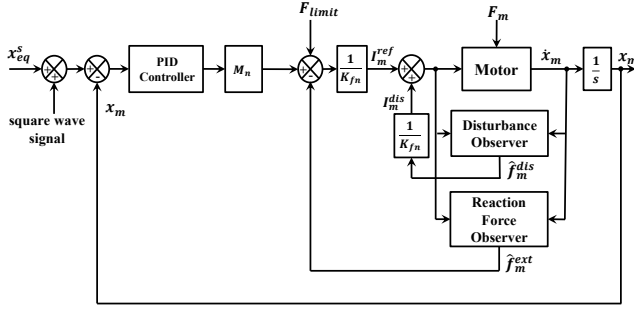 F_limit
F_m
x_eq^s
PID
Controller
M_n
1/K_fn
I_m^ref
Motor
ẋ_m
1/s
x_m
square wave
signal
x_m
I_m^dis
1/K_fn
Disturbance
Observer
f̂_m^dis
Reaction
Force
Observer
f̂_m^ext